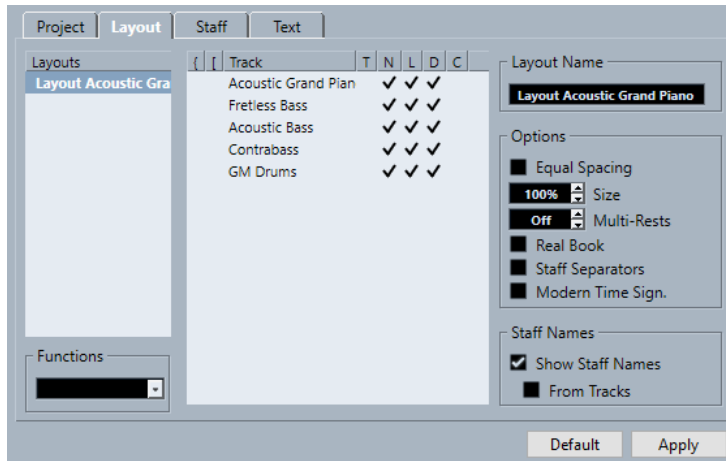 Project Layout Staff Text
Layouts
Layout Acoustic Gra
Functions
{ [ Track T N L D C
Acoustic Grand Pian
Fretless Bass
Acoustic Bass
Contrabass
GM Drums
Layout Name
Layout Acoustic Grand Piano
Options
Equal Spacing
100% Size
Off Multi-Rests
Real Book
Staff Separators
Modern Time Sign.
Staff Names
Show Staff Names
From Tracks
Default Apply